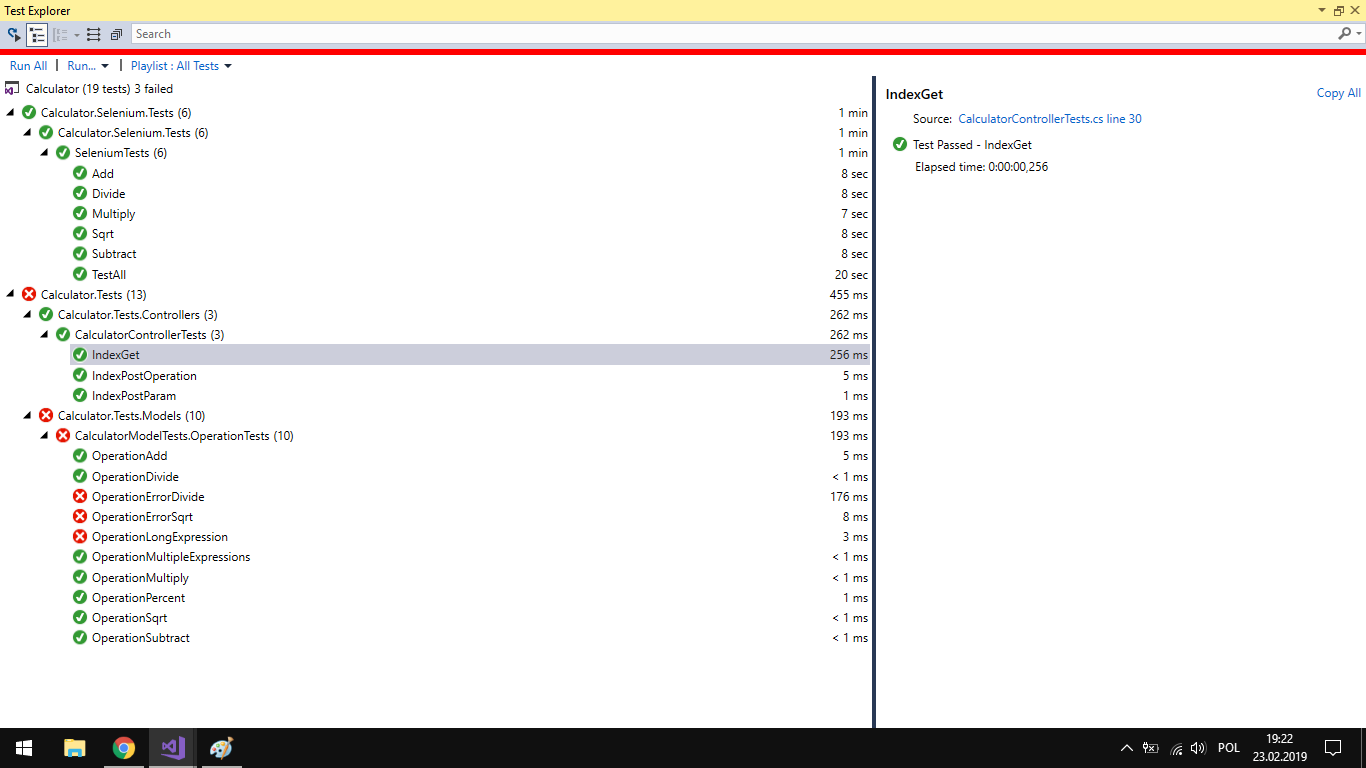 Test Explorer
Search
Run All | Run... | Playlist : All Tests
Calculator (19 tests) 3 failed
Calculator.Selenium.Tests (6) 1 min
Calculator.Selenium.Tests (6) 1 min
SeleniumTests (6) 1 min
Add 8 sec
Divide 8 sec
Multiply 7 sec
Sqrt 8 sec
Subtract 8 sec
TestAll 20 sec
Calculator.Tests (13) 455 ms
Calculator.Tests.Controllers (3) 262 ms
CalculatorControllerTests (3) 262 ms
IndexGet 256 ms
IndexPostOperation 5 ms
IndexPostParam 1 ms
Calculator.Tests.Models (10) 193 ms
CalculatorModelTests.OperationTests (10) 193 ms
OperationAdd 5 ms
OperationDivide < 1 ms
OperationErrorDivide 176 ms
OperationErrorSqrt 8 ms
OperationLongExpression 3 ms
OperationMultipleExpressions < 1 ms
OperationMultiply < 1 ms
OperationPercent 1 ms
OperationSqrt < 1 ms
OperationSubtract < 1 ms
IndexGet
Copy All
Source: CalculatorControllerTests.cs line 30
Test Passed - IndexGet
Elapsed time: 0:00:00,256
POL
19:22
23.02.2019